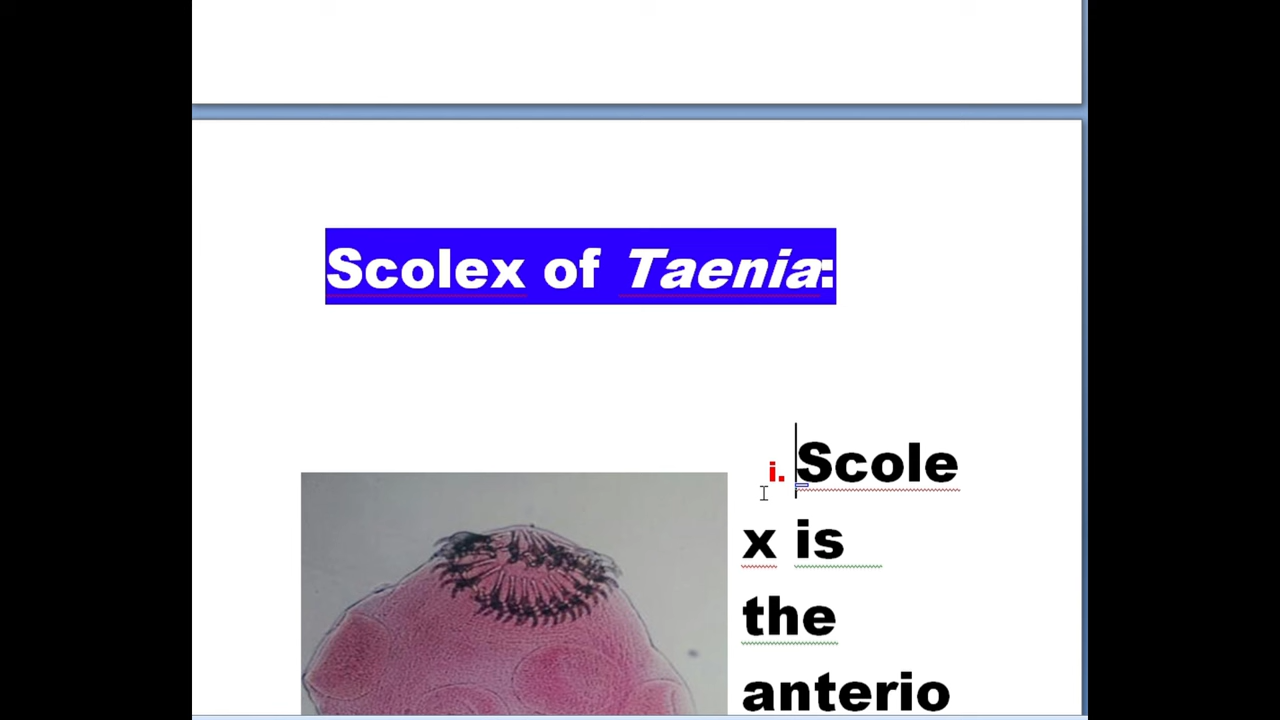 Scolex of Taenia:
i. Scole
x is
the
anterio